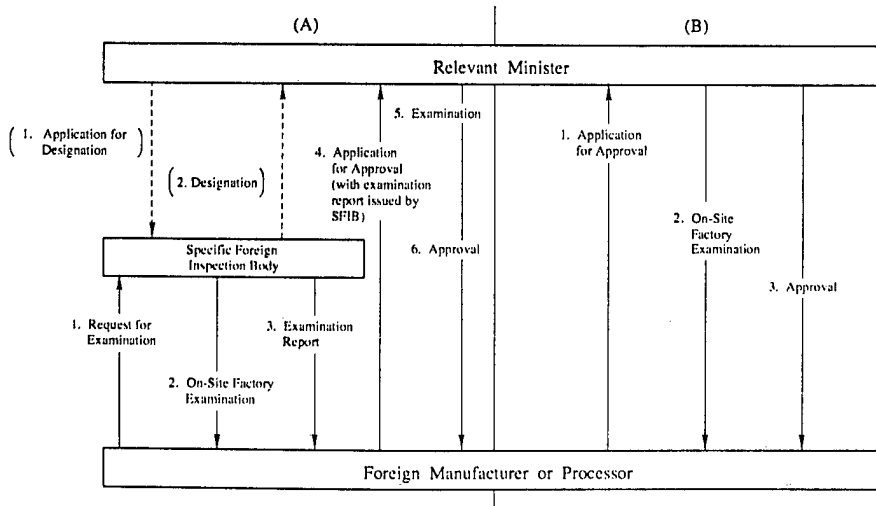 (A)
(B)
Relevant Minister
(1. Application for
Designation)
(2. Designation)
4. Application
for Approval
(with examination
report issued by
SFIB)
5. Examination
6. Approval
1. Application
for Approval
2. On-Site
Factory
Examination
3. Approval
Specific Foreign
Inspection Body
1. Request for
Examination
2. On-Site Factory
Examination
3. Examination
Report
Foreign Manufacturer or Processor